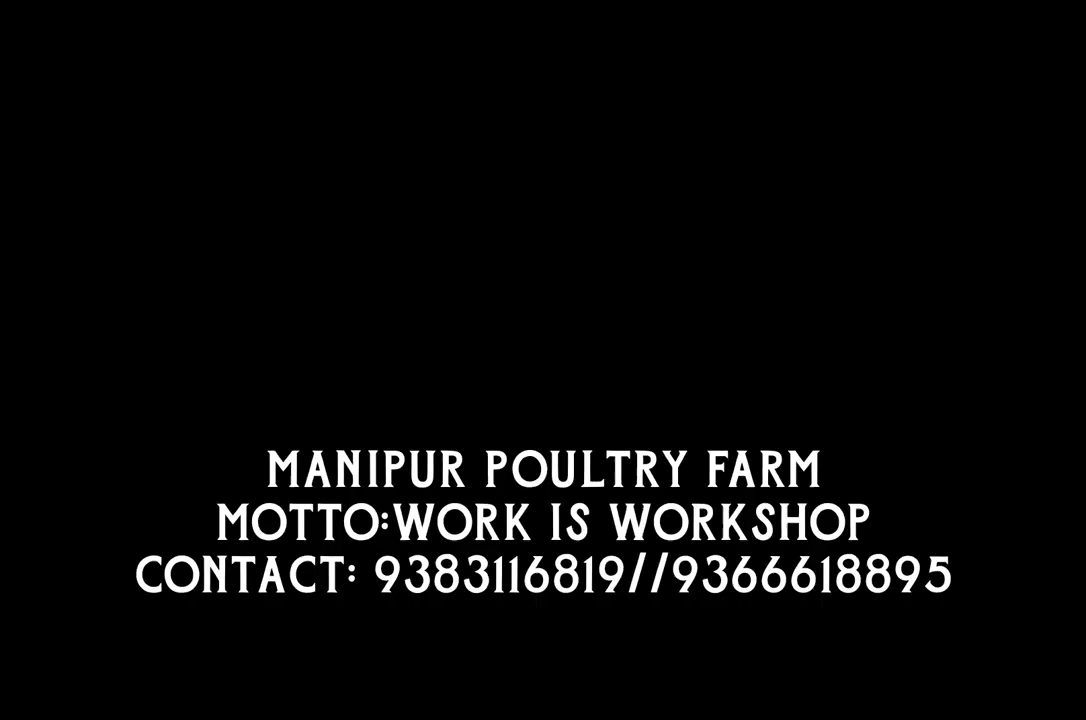 MANIPUR POULTRY FARM
MOTTO:WORK IS WORKSHOP
CONTACT: 9383116819//9366618895